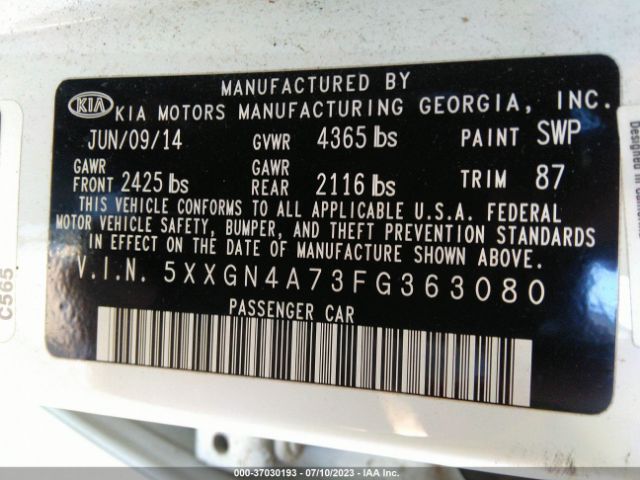 MANUFACTURED BY
KIA KIA MOTORS MANUFACTURING GEORGIA, INC.
JUN/09/14 GVWR 4365 lbs PAINT SWP
GAWR FRONT 2425 lbs GAWR REAR 2116 lbs TRIM 87
THIS VEHICLE CONFORMS TO ALL APPLICABLE U.S.A. FEDERAL
MOTOR VEHICLE SAFETY, BUMPER, AND THEFT PREVENTION STANDARDS
IN EFFECT ON THE DATE OF MANUFACTURE SHOWN ABOVE.
V.I.N. 5XXGN4A73FG363080
PASSENGER CAR
C565
000-37030193 - 07/10/2023 - IAA Inc.